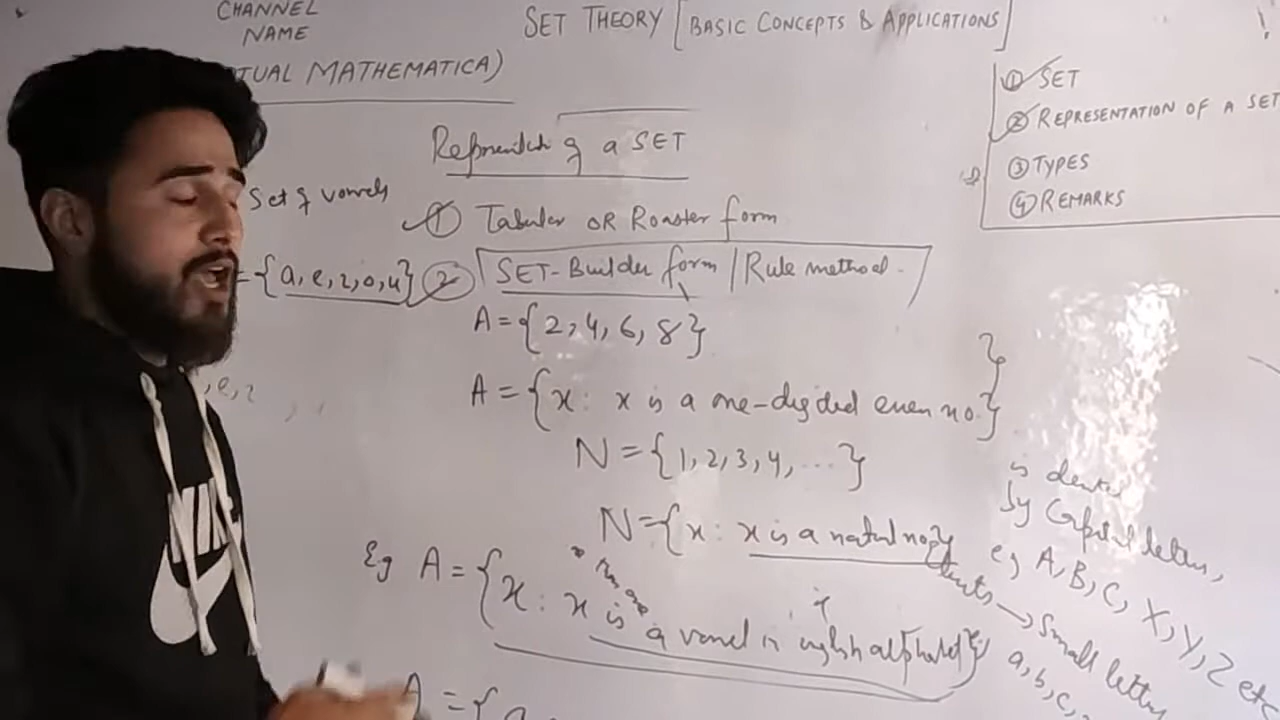 CHANNEL
NAME
TUAL MATHEMATICA)
SET THEORY [BASIC CONCEPTS & APPLICATIONS]
① SET
② REPRESENTATION OF A SET
③ TYPES
④ REMARKS
of a SET
Set of vowels
= {a, e, i, o, u}
① Tabular OR Roaster form
② SET-Builder form / Rule method.
A = {2, 4, 6, 8}
A = {x : x is a one-digited even no.}
N = {1, 2, 3, 4, ... }
N = {x : x is a natural no}
Eg A = {x : x is a vowel in english alphabet}
A = {a
, e, i
is
by Capital letters,
eg A, B, C, X, Y, Z etc
→ Small letters
a, b, c,
NIKE